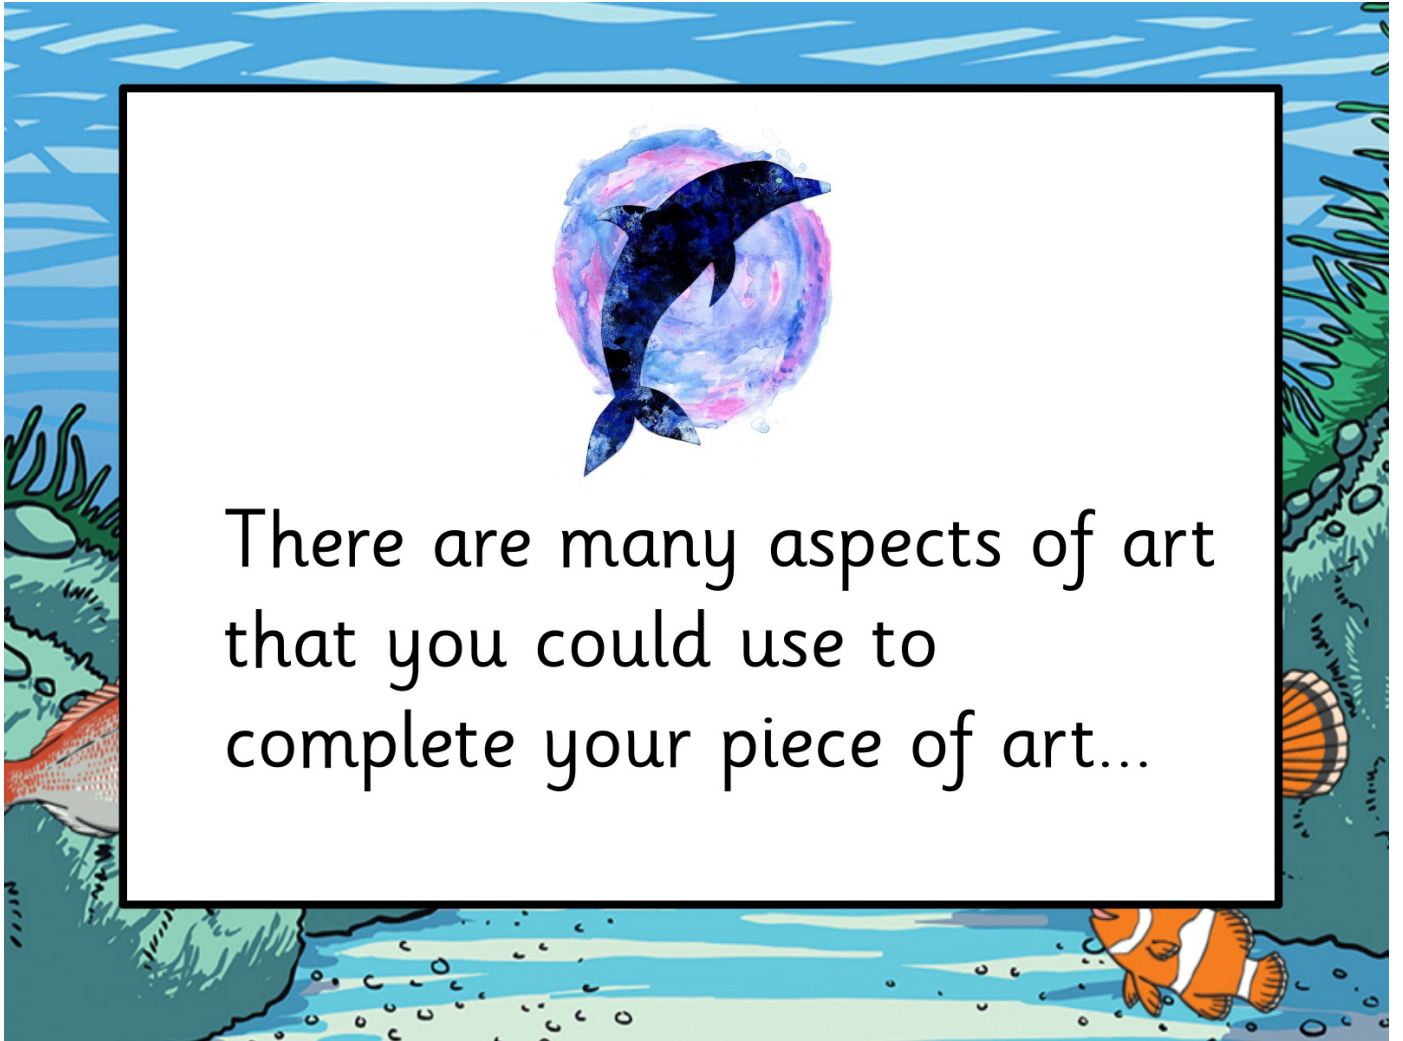 There are many aspects of art
that you could use to
complete your piece of art...